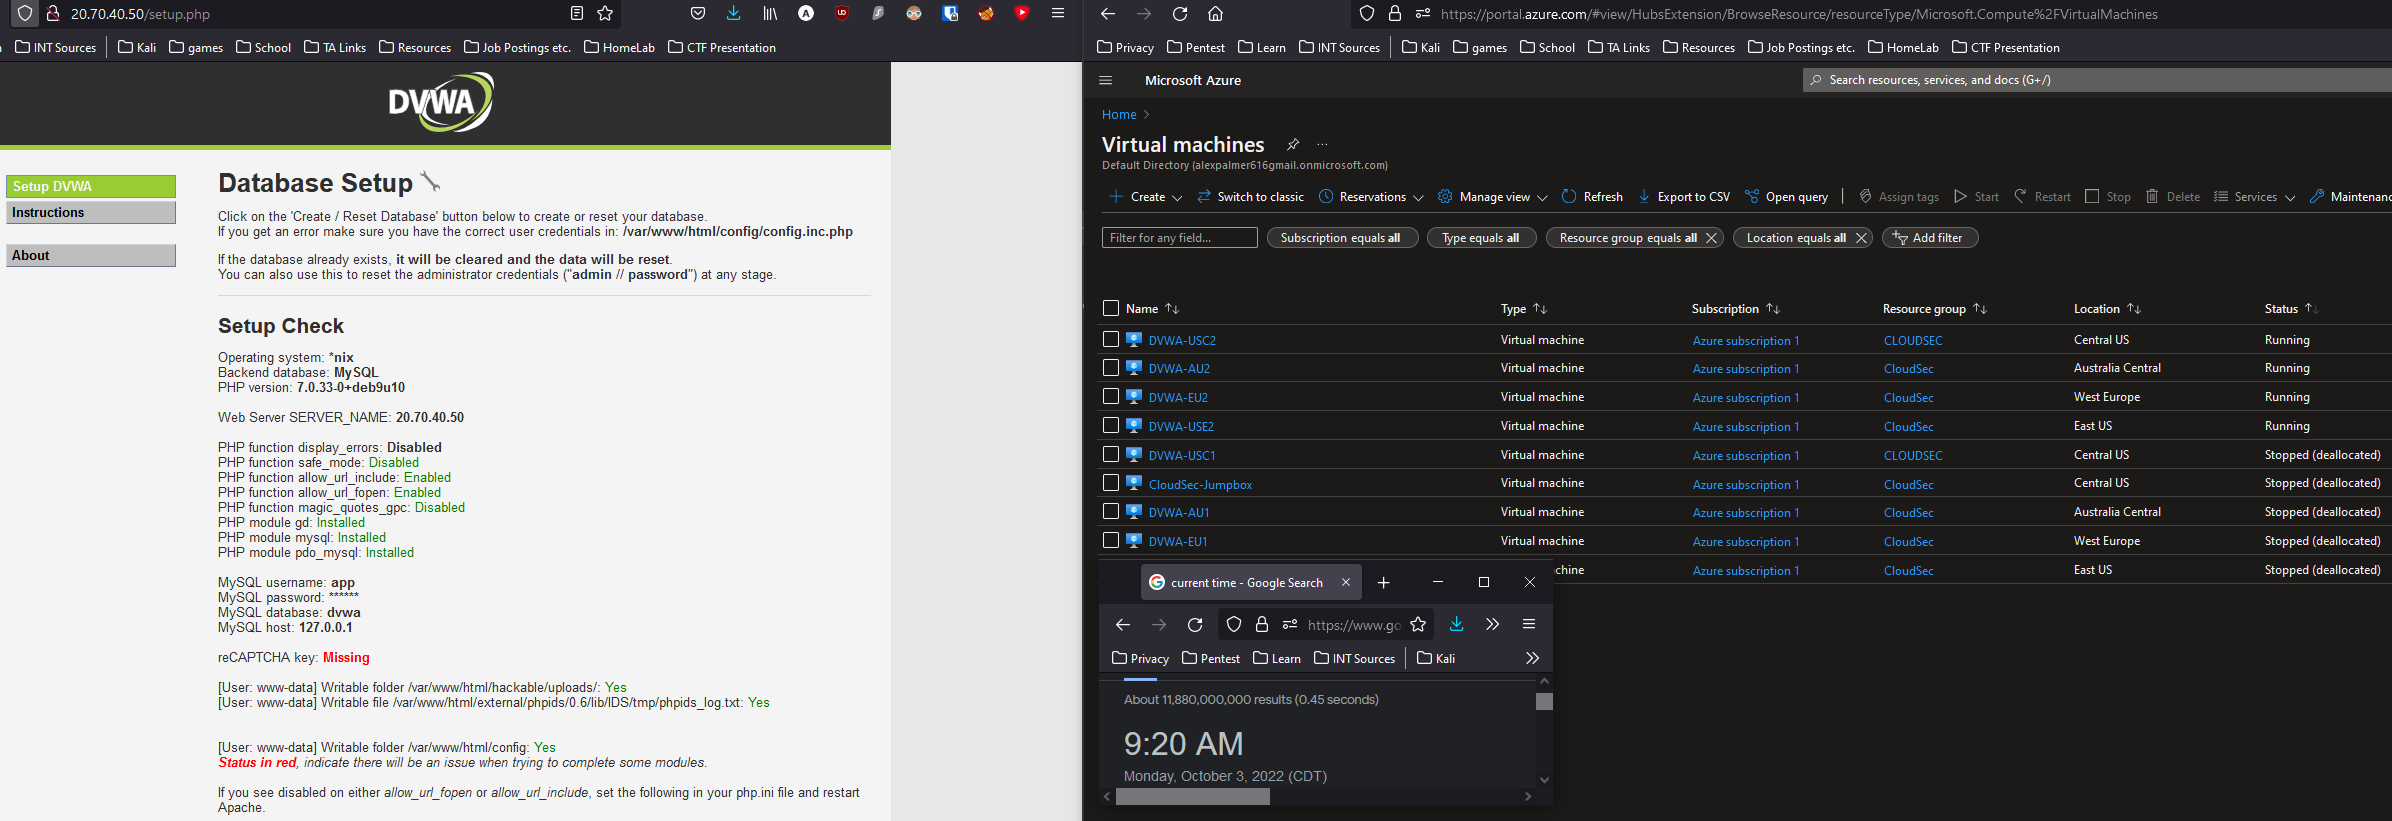 20.70.40.50/setup.php
INT Sources Kali games School TA Links Resources Job Postings etc. HomeLab CTF Presentation
DVWA
Setup DVWA
Instructions
About
Database Setup
Click on the 'Create / Reset Database' button below to create or reset your database.
If you get an error make sure you have the correct user credentials in: /var/www/html/config/config.inc.php
If the database already exists, it will be cleared and the data will be reset.
You can also use this to reset the administrator credentials ("admin // password") at any stage.
Setup Check
Operating system: *nix
Backend database: MySQL
PHP version: 7.0.33-0+deb9u10
Web Server SERVER_NAME: 20.70.40.50
PHP function display_errors: Disabled
PHP function safe_mode: Disabled
PHP function allow_url_include: Enabled
PHP function allow_url_fopen: Enabled
PHP function magic_quotes_gpc: Disabled
PHP module gd: Installed
PHP module mysql: Installed
PHP module pdo_mysql: Installed
MySQL username: app
MySQL password: ******
MySQL database: dvwa
MySQL host: 127.0.0.1
reCAPTCHA key: Missing
[User: www-data] Writable folder /var/www/html/hackable/uploads/: Yes
[User: www-data] Writable file /var/www/html/external/phpids/0.6/lib/IDS/tmp/phpids_log.txt: Yes
[User: www-data] Writable folder /var/www/html/config: Yes
Status in red, indicate there will be an issue when trying to complete some modules.
If you see disabled on either allow_url_fopen or allow_url_include, set the following in your php.ini file and restart
Apache.
https://portal.azure.com/#view/HubsExtension/BrowseResource/resourceType/Microsoft.Compute%2FVirtualMachines
Privacy Pentest Learn INT Sources Kali games School TA Links Resources Job Postings etc. HomeLab CTF Presentation
Microsoft Azure
Search resources, services, and docs (G+/)
Home
Virtual machines
Default Directory (alexpalmer616gmail.onmicrosoft.com)
Create Switch to classic Reservations Manage view Refresh Export to CSV Open query Assign tags Start Restart Stop Delete Services Maintenanc
Filter for any field... Subscription equals all Type equals all Resource group equals all Location equals all Add filter
Name Type Subscription Resource group Location Status
DVWA-USC2 Virtual machine Azure subscription 1 CLOUDSEC Central US Running
DVWA-AU2 Virtual machine Azure subscription 1 CloudSec Australia Central Running
DVWA-EU2 Virtual machine Azure subscription 1 CloudSec West Europe Running
DVWA-USE2 Virtual machine Azure subscription 1 CloudSec East US Running
DVWA-USC1 Virtual machine Azure subscription 1 CLOUDSEC Central US Stopped (deallocated)
CloudSec-Jumpbox Virtual machine Azure subscription 1 CloudSec Central US Stopped (deallocated)
DVWA-AU1 Virtual machine Azure subscription 1 CloudSec Australia Central Stopped (deallocated)
DVWA-EU1 Virtual machine Azure subscription 1 CloudSec West Europe Stopped (deallocated)
chine Azure subscription 1 CloudSec East US Stopped (deallocated)
current time - Google Search
https://www.go
Privacy Pentest Learn INT Sources Kali
About 11,880,000,000 results (0.45 seconds)
9:20 AM
Monday, October 3, 2022 (CDT)